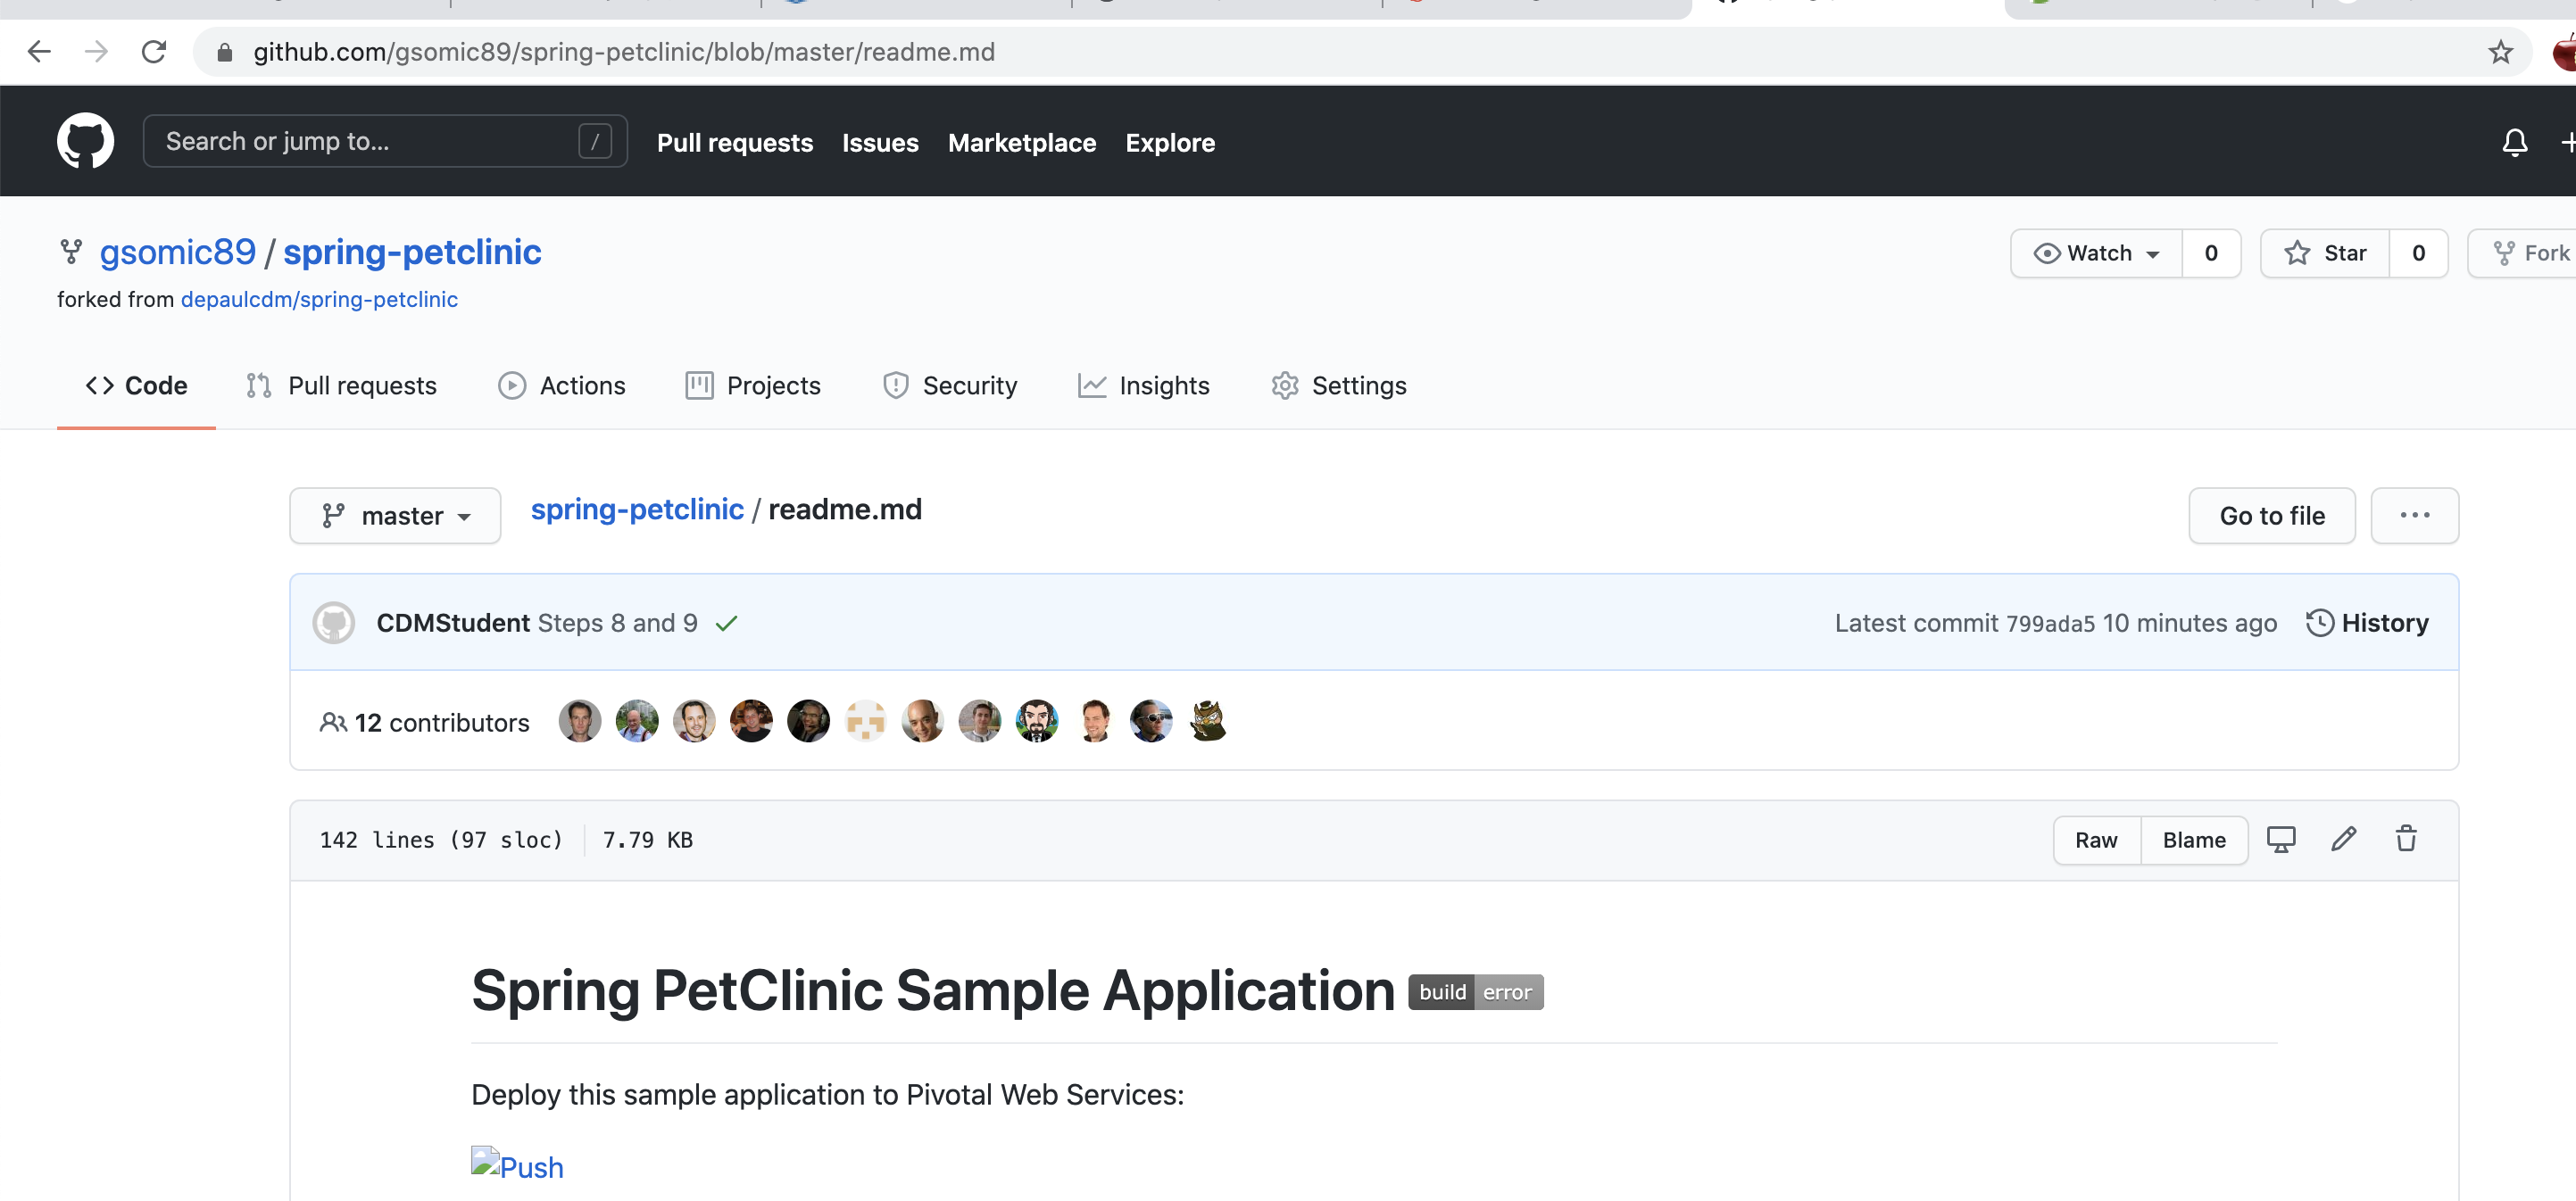 github.com/gsomic89/spring-petclinic/blob/master/readme.md
Search or jump to... /
Pull requests Issues Marketplace Explore
gsomic89 / spring-petclinic
Watch 0 Star 0 Fork
forked from depaulcdm/spring-petclinic
Code Pull requests Actions Projects Security Insights Settings
master spring-petclinic / readme.md Go to file ...
CDMStudent Steps 8 and 9 Latest commit 799ada5 10 minutes ago History
12 contributors
142 lines (97 sloc) 7.79 KB Raw Blame
Spring PetClinic Sample Application build error
Deploy this sample application to Pivotal Web Services:
Push